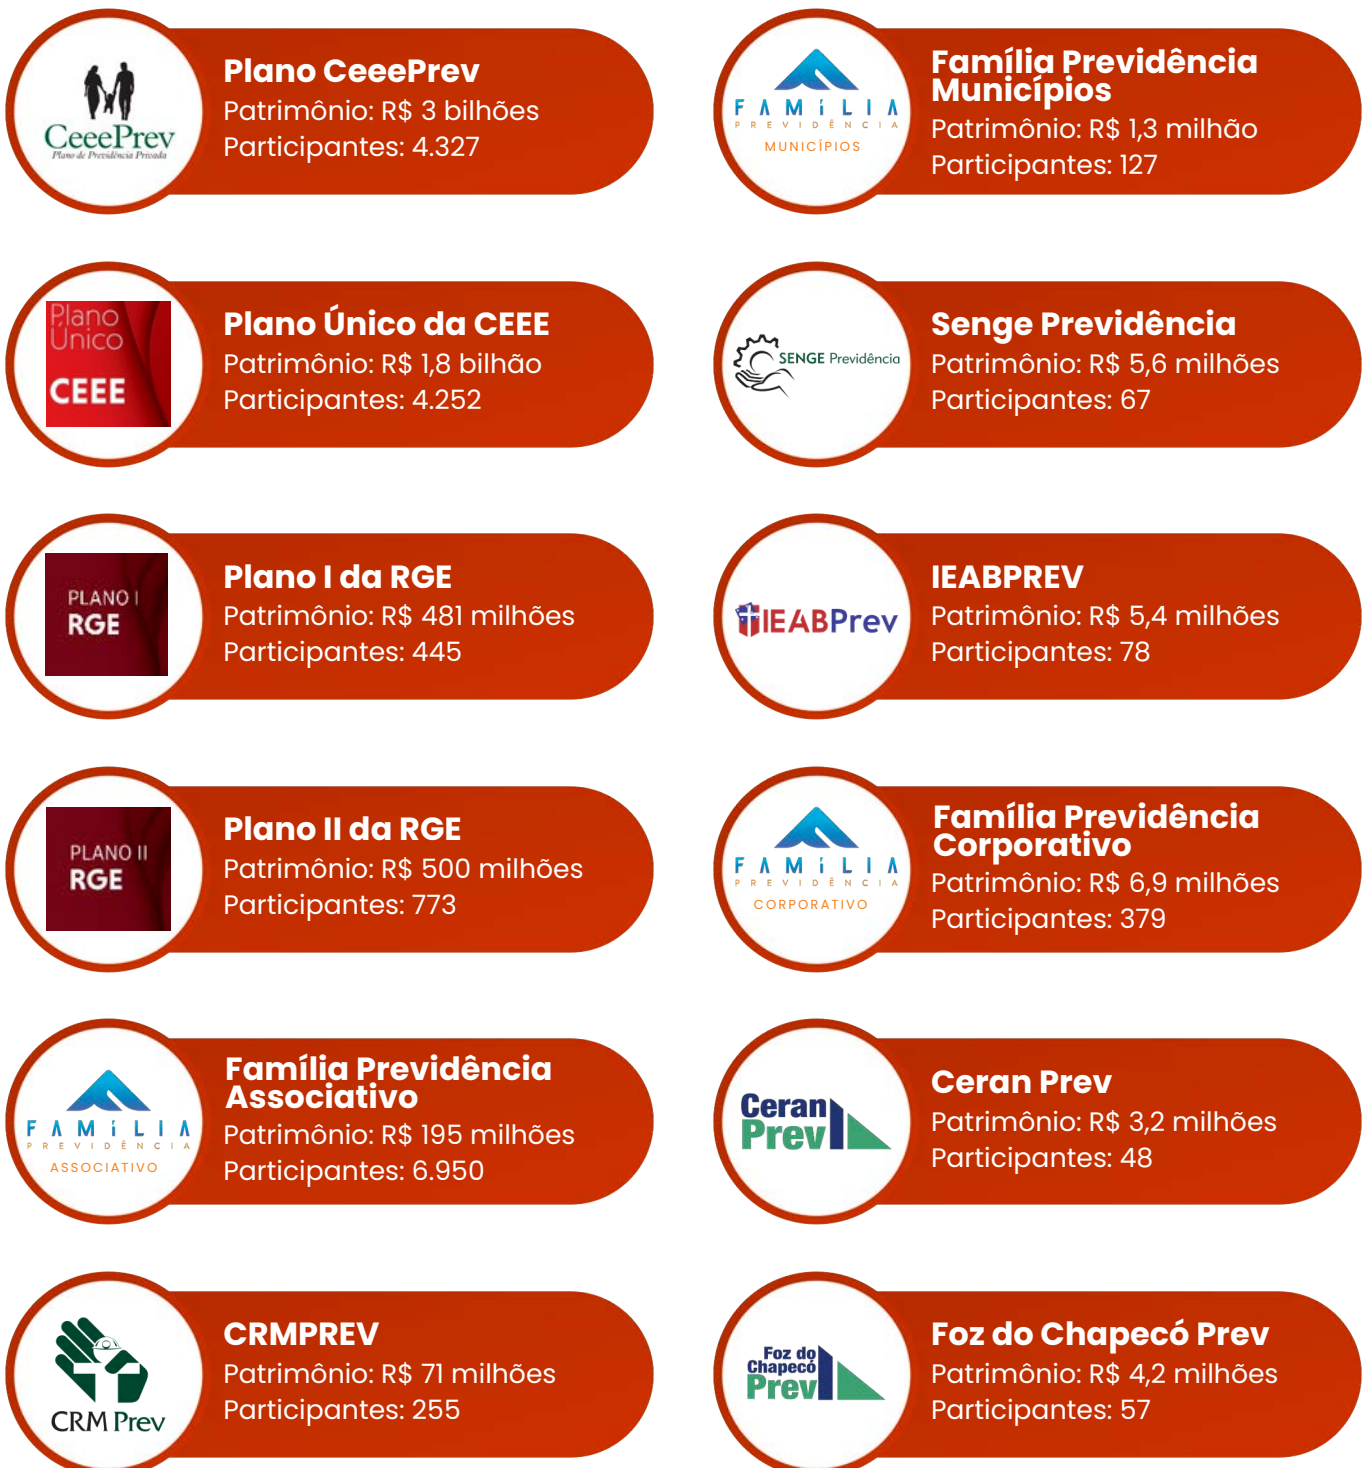 CeeePrev
Plano de Previdência Privada
Plano CeeePrev
Patrimônio: R$ 3 bilhões
Participantes: 4.327
FAMÍLIA
PREVIDÊNCIA
MUNICÍPIOS
Família Previdência
Municípios
Patrimônio: R$ 1,3 milhão
Participantes: 127
Plano
Único
CEEE
Plano Único da CEEE
Patrimônio: R$ 1,8 bilhão
Participantes: 4.252
SENGE Previdência
Senge Previdência
Patrimônio: R$ 5,6 milhões
Participantes: 67
PLANO I
RGE
Plano I da RGE
Patrimônio: R$ 481 milhões
Participantes: 445
IEABPrev
IEABPREV
Patrimônio: R$ 5,4 milhões
Participantes: 78
PLANO II
RGE
Plano II da RGE
Patrimônio: R$ 500 milhões
Participantes: 773
FAMÍLIA
PREVIDÊNCIA
CORPORATIVO
Família Previdência
Corporativo
Patrimônio: R$ 6,9 milhões
Participantes: 379
FAMÍLIA
PREVIDÊNCIA
ASSOCIATIVO
Família Previdência
Associativo
Patrimônio: R$ 195 milhões
Participantes: 6.950
Ceran
Prev
Ceran Prev
Patrimônio: R$ 3,2 milhões
Participantes: 48
CRM Prev
CRMPREV
Patrimônio: R$ 71 milhões
Participantes: 255
Foz do
Chapecó
Prev
Foz do Chapecó Prev
Patrimônio: R$ 4,2 milhões
Participantes: 57